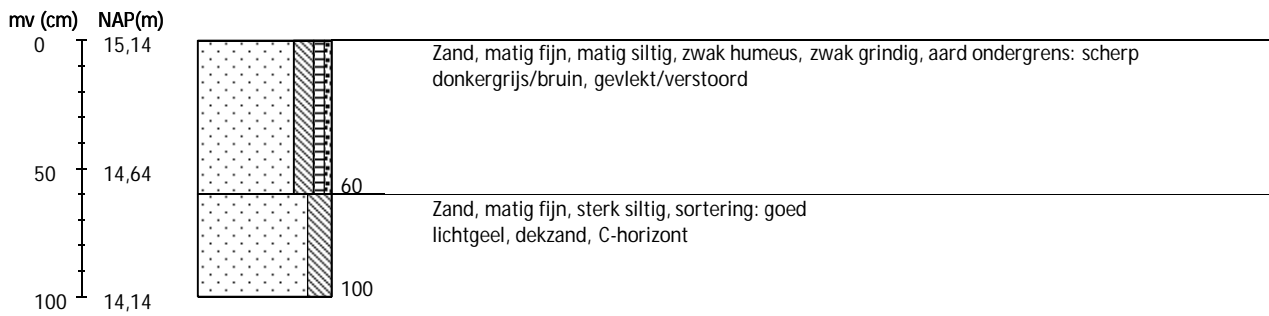 mv (cm) NAP(m)
0 15,14
Zand, matig fijn, matig siltig, zwak humeus, zwak grindig, aard ondergrens: scherp
donkergrijs/bruin, gevlekt/verstoord
50 14,64
60
Zand, matig fijn, sterk siltig, sortering: goed
lichtgeel, dekzand, C-horizont
100
100 14,14